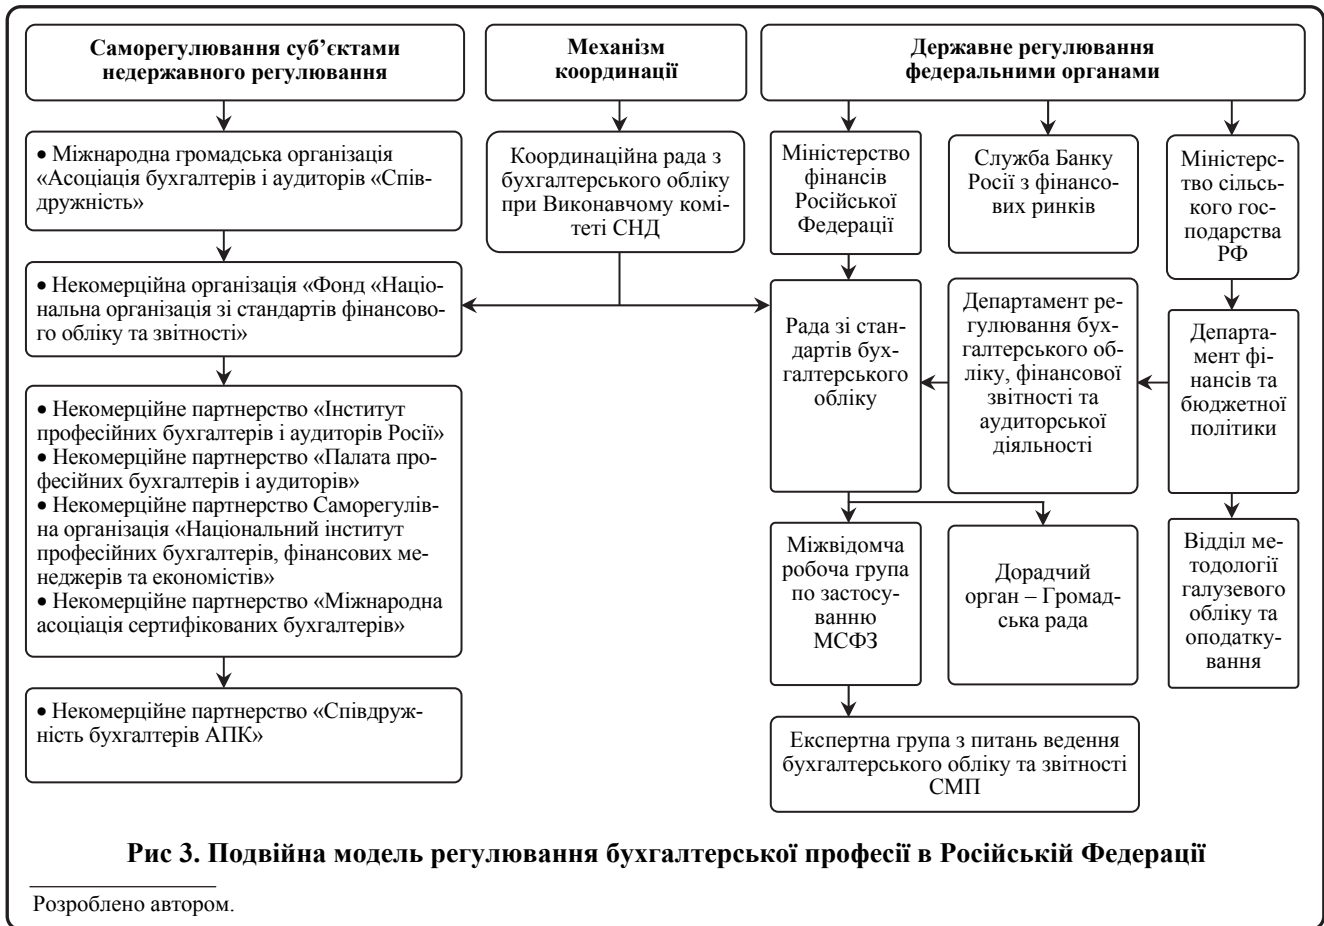 Саморегулювання суб’єктами
недержавного регулювання
• Міжнародна громадська організація
«Асоціація бухгалтерів і аудиторів «Спів-
дружність»
• Некомерційна організація «Фонд «Націо-
нальна організація зі стандартів фінансово-
го обліку та звітності»
• Некомерційне партнерство «Інститут
професійних бухгалтерів і аудиторів Росії»
• Некомерційне партнерство «Палата про-
фесійних бухгалтерів і аудиторів»
• Некомерційне партнерство Саморегулів-
на організація «Національний інститут
професійних бухгалтерів, фінансових ме-
неджерів та економістів»
• Некомерційне партнерство «Міжнародна
асоціація сертифікованих бухгалтерів»
• Некомерційне партнерство «Співдруж-
ність бухгалтерів АПК»
Механізм
координації
Координаційна рада з
бухгалтерського обліку
при Виконавчому комі-
теті СНД
Державне регулювання
федеральними органами
Міністерство
фінансів
Російської
Федерації
Служба Банку
Росії з фінансо-
вих ринків
Міністерс-
тво сільсь-
кого гос-
подарства
РФ
Рада зі стан-
дартів бух-
галтерського
обліку
Департамент ре-
гулювання бух-
галтерського об-
ліку, фінансової
звітності та
аудиторської
діяльності
Департа-
мент фі-
нансів та
бюджетної
політики
Міжвідомча
робоча група
по застосу-
ванню
МСФЗ
Дорадчий
орган – Громад-
ська рада
Відділ ме-
тодології
галузевого
обліку та
оподатку-
вання
Експертна група з питань ведення
бухгалтерського обліку та звітності
СМП
Рис 3. Подвійна модель регулювання бухгалтерської професії в Російській Федерації
Розроблено автором.